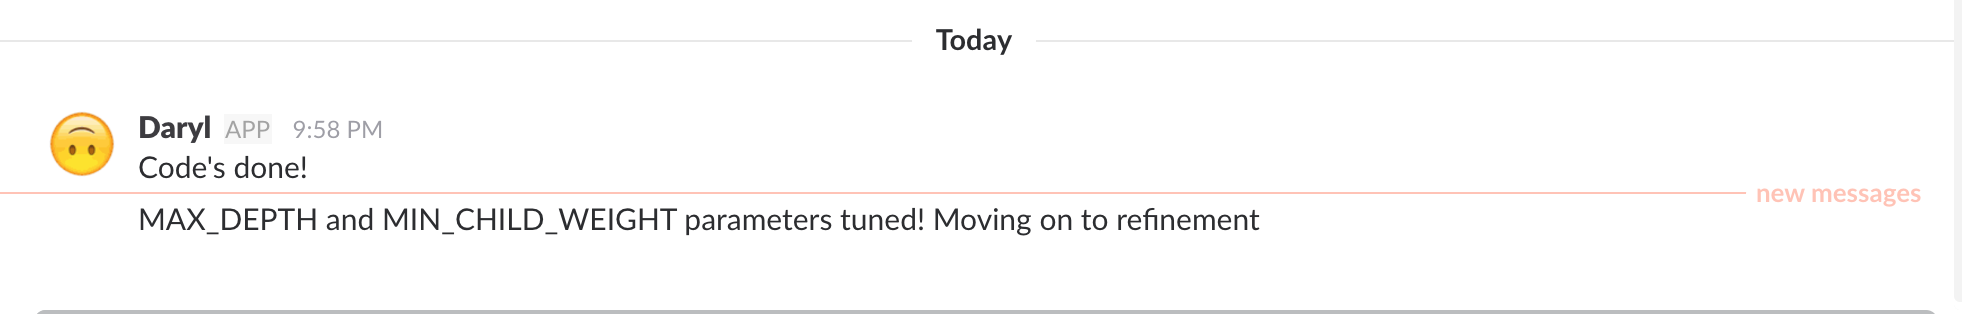 Today
Daryl APP 9:58 PM
Code's done!
new messages
MAX_DEPTH and MIN_CHILD_WEIGHT parameters tuned! Moving on to refinement